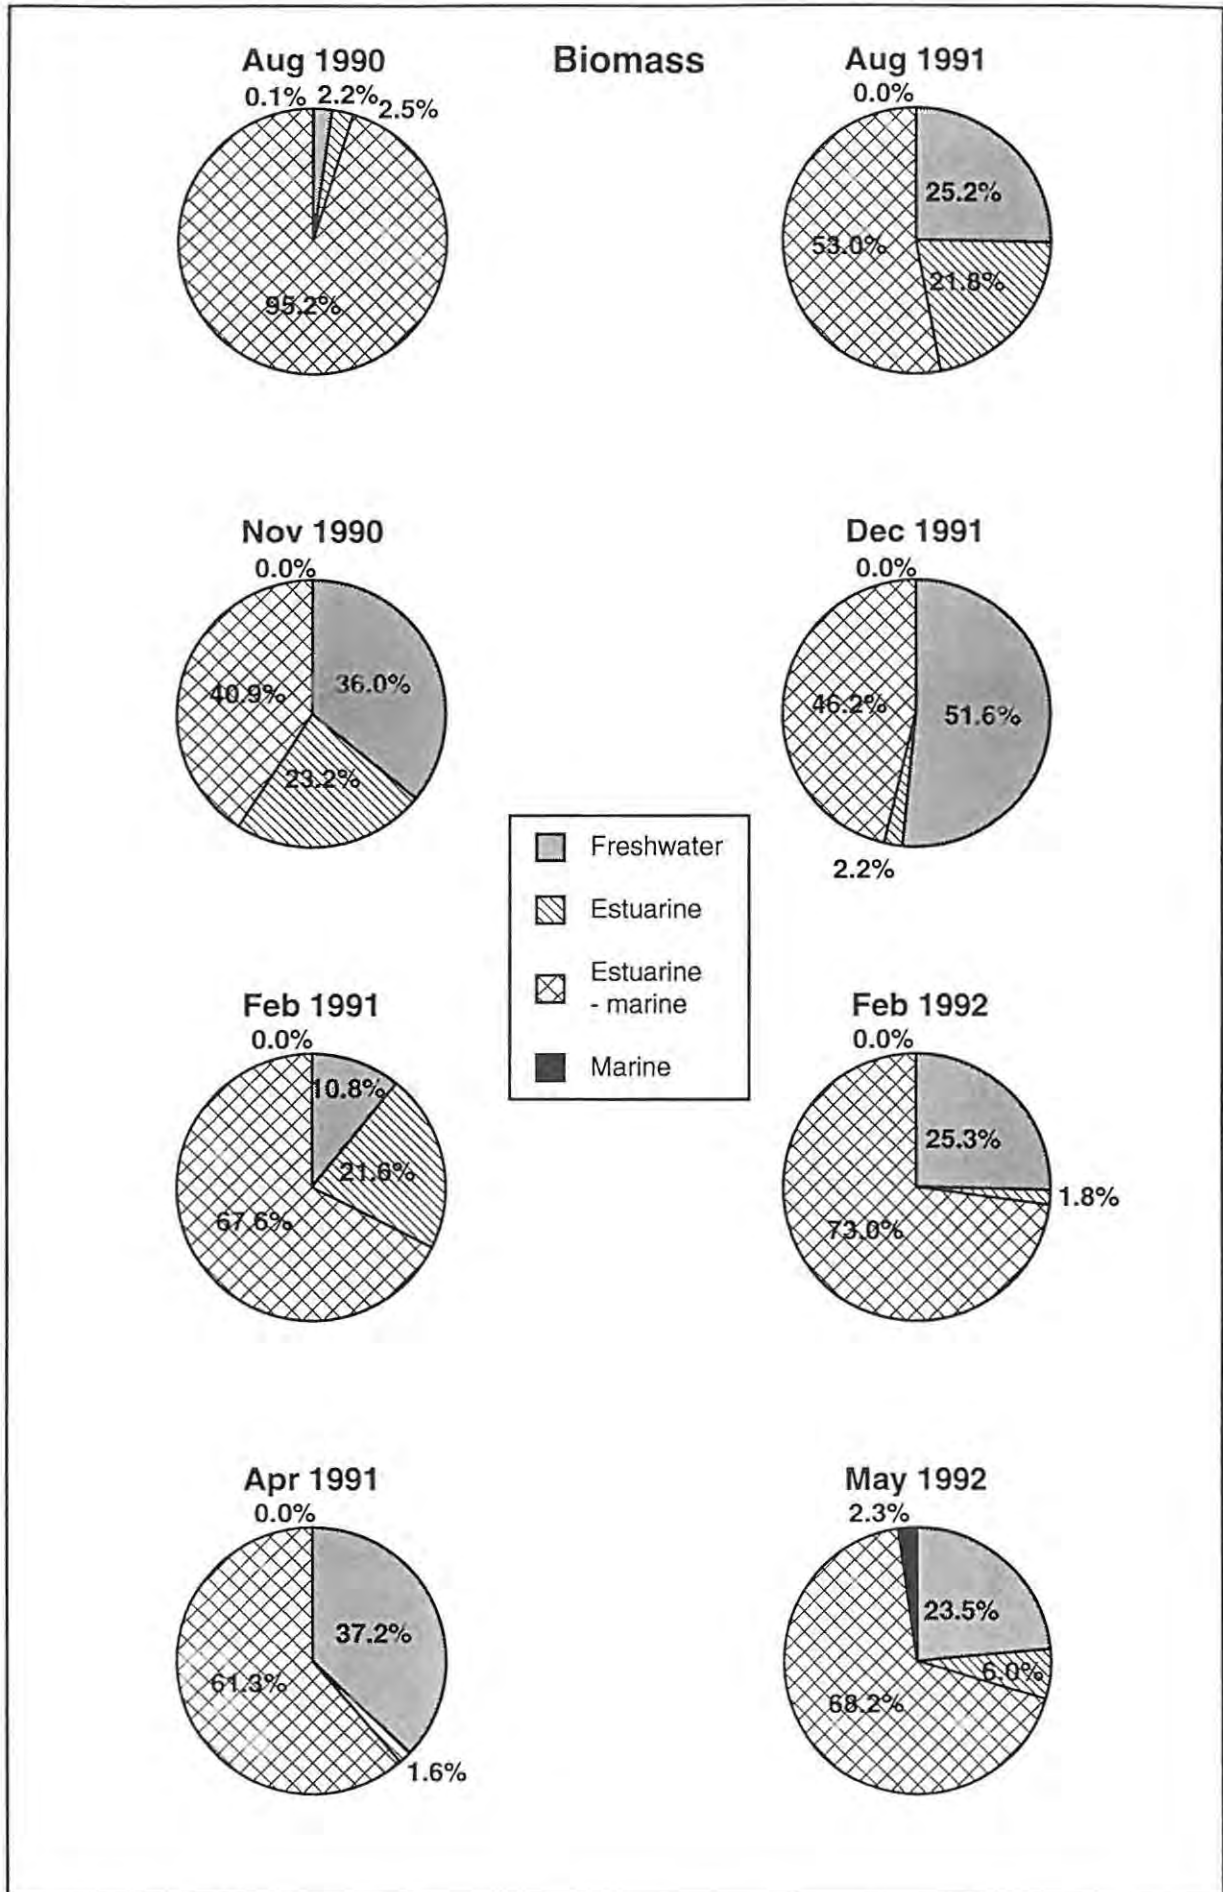 Biomass
Aug 1990
0.1% 2.2% 2.5%
95.2%
Aug 1991
0.0%
25.2%
53.0%
21.8%
Nov 1990
0.0%
36.0%
40.9%
23.2%
Dec 1991
0.0%
46.2%
51.6%
2.2%
Freshwater
Estuarine
Estuarine
- marine
Marine
Feb 1991
0.0%
10.8%
21.6%
67.6%
Feb 1992
0.0%
25.3%
1.8%
73.0%
Apr 1991
0.0%
37.2%
61.3%
1.6%
May 1992
2.3%
23.5%
6.0%
68.2%